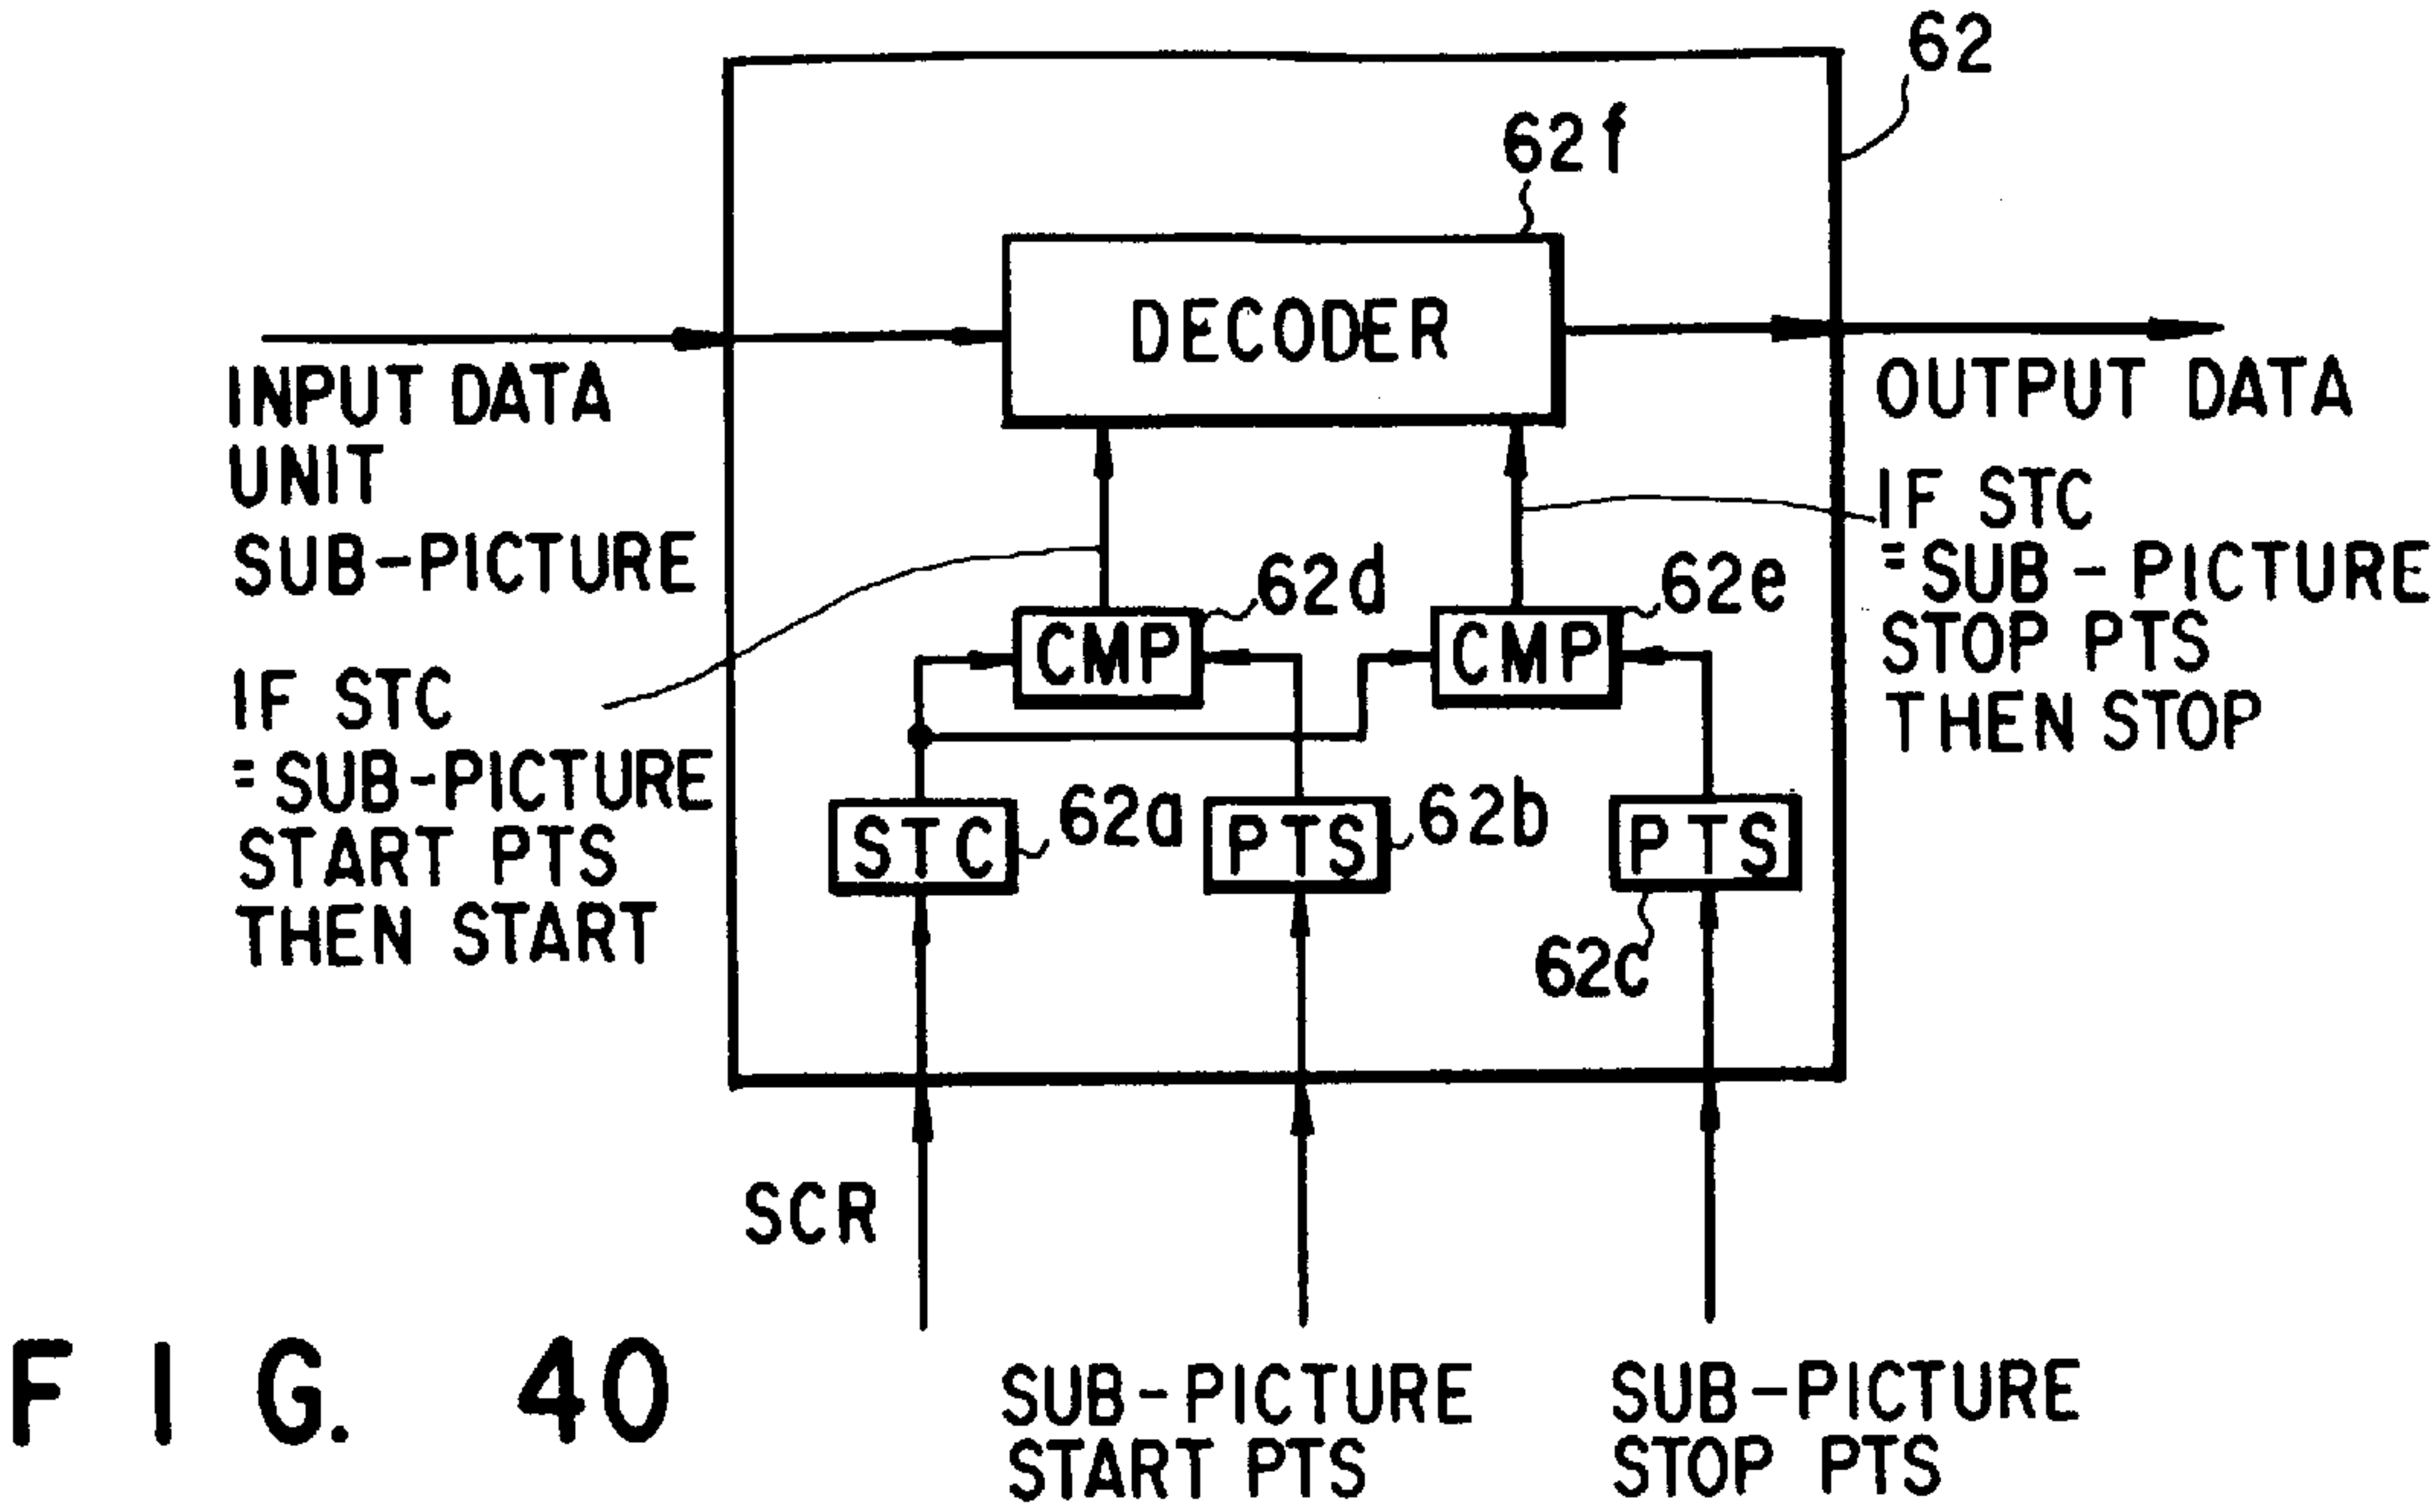 62
62f
DECODER
INPUT DATA
UNIT
SUB-PICTURE
OUTPUT DATA
IF STC
=SUB-PICTURE
STOP PTS
THEN STOP
62d
62e
CMP
CMP
IF STC
=SUB-PICTURE
START PTS
THEN START
STC
62a
PTS
62b
PTS
62c
SCR
SUB-PICTURE
START PTS
SUB-PICTURE
STOP PTS
FIG. 40